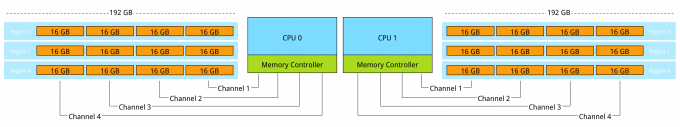 192 GB 192 GB
Region 1 16 GB 16 GB 16 GB 16 GB CPU 0 CPU 1 16 GB 16 GB 16 GB 16 GB
Region 16 GB 16 GB 16 GB 16 GB 16 GB 16 GB 16 GB 16 GB Region
Region 16 GB 16 GB 16 GB 16 GB Memory Controller Memory Controller 16 GB 16 GB 16 GB 16 GB Region
Channel 1 Channel 1
Channel 2 Channel 2
Channel 3 Channel 3
Channel 4 Channel 4